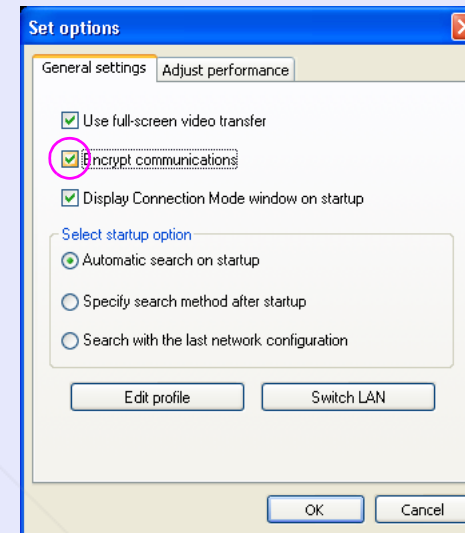 Set options
General settings Adjust performance
Use full-screen video transfer
Encrypt communications
Display Connection Mode window on startup
Select startup option
Automatic search on startup
Specify search method after startup
Search with the last network configuration
Edit profile Switch LAN
OK Cancel